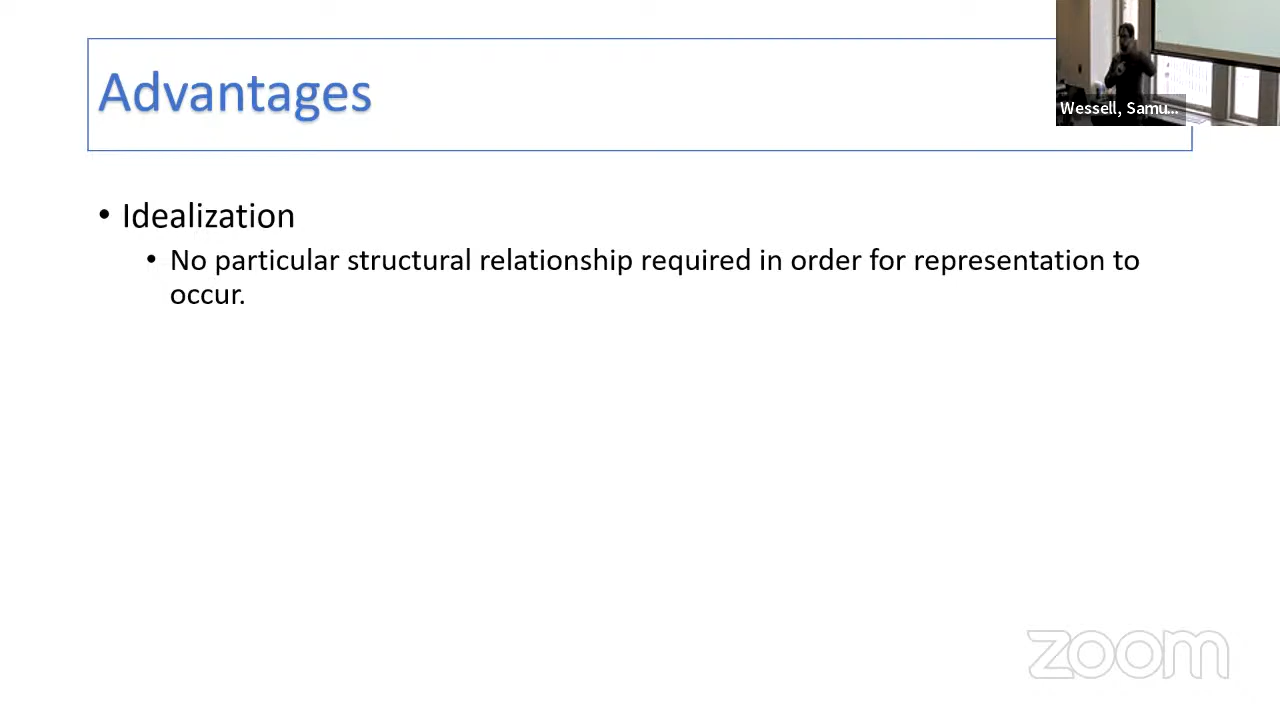 Advantages
Wessell, Samu...
• Idealization
• No particular structural relationship required in order for representation to
occur.
zoom